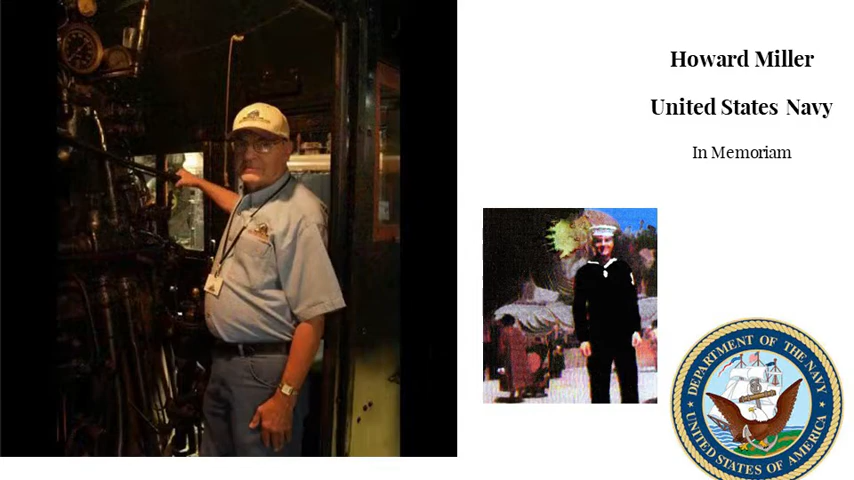 Howard Miller
United States Navy
In Memoriam
DEPARTMENT OF THE NAVY
UNITED STATES OF AMERICA